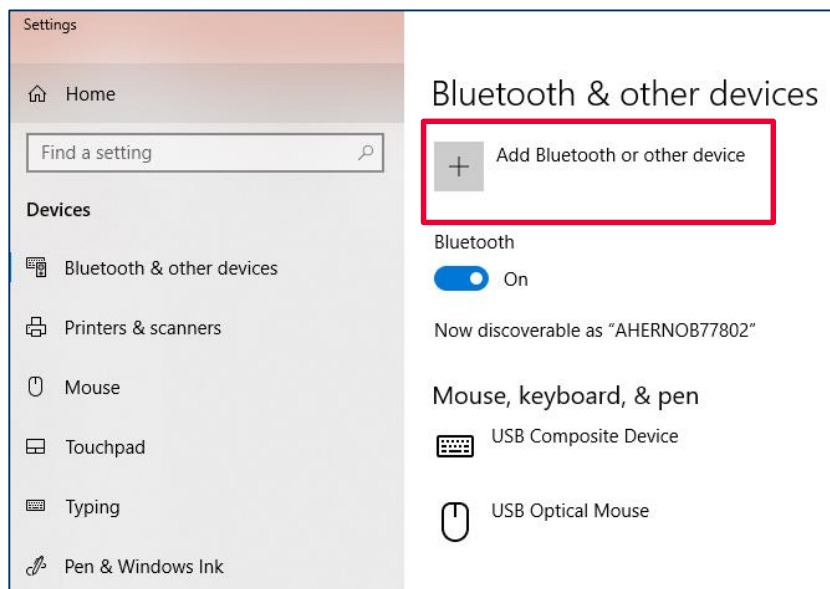 Settings
Home
Find a setting
Devices
Bluetooth & other devices
Printers & scanners
Mouse
Touchpad
Typing
Pen & Windows Ink
Bluetooth & other devices
Add Bluetooth or other device
Bluetooth
On
Now discoverable as “AHERNOB77802”
Mouse, keyboard, & pen
USB Composite Device
USB Optical Mouse